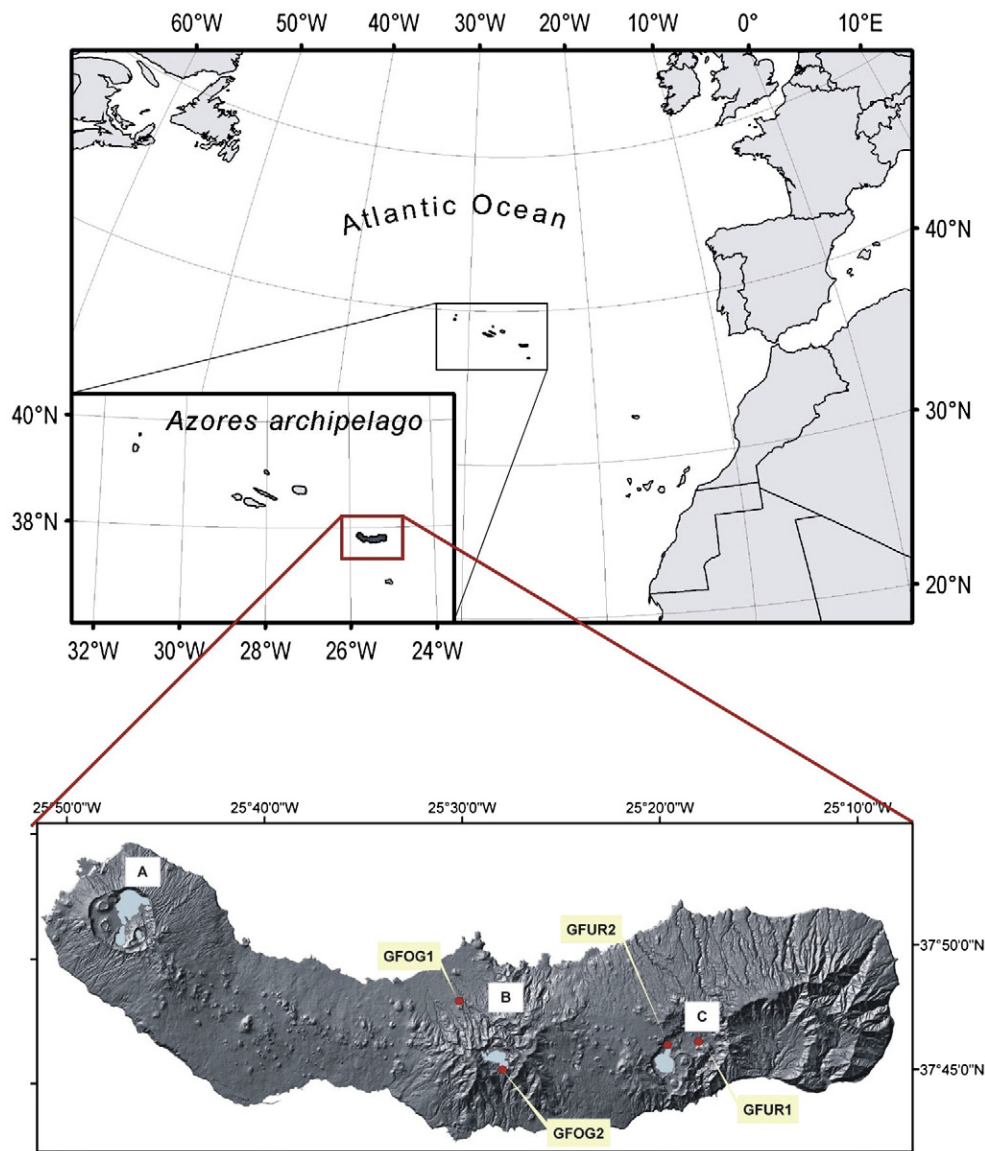 60°W 50°W 40°W 30°W 20°W 10°W 0° 10°E
Atlantic Ocean
40°N
30°N
20°N
Azores archipelago
40°N
38°N
32°W 30°W 28°W 26°W 24°W
25°50'0"W 25°40'0"W 25°30'0"W 25°20'0"W 25°10'0"W
A
GFUR2
GFOG1
37°50'0"N
B
C
37°45'0"N
GFUR1
GFOG2